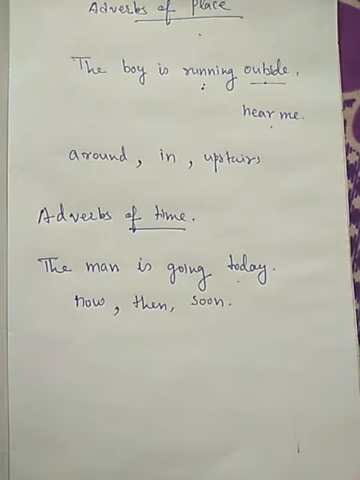 Adverbs of Place
The boy is running outside.
near me.
around, in, upstairs
Adverbs of time.
The man is going today.
now, then, soon.